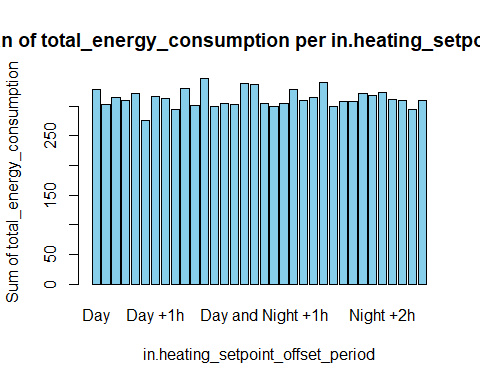 n of total_energy_consumption per in.heating_setpo
Sum of total_energy_consumption
250
150
50
0
Day Day +1h Day and Night +1h Night +2h
in.heating_setpoint_offset_period